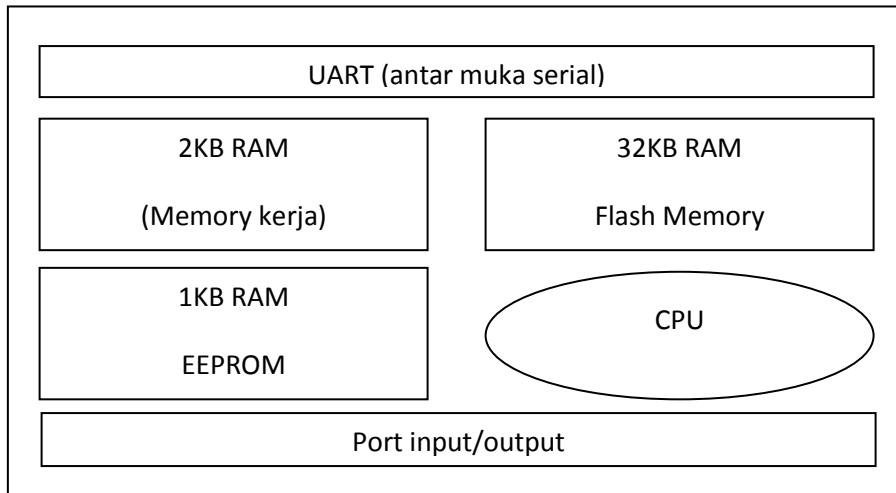 UART (antar muka serial)
2KB RAM
(Memory kerja)
32KB RAM
Flash Memory
1KB RAM
EEPROM
CPU
Port input/output